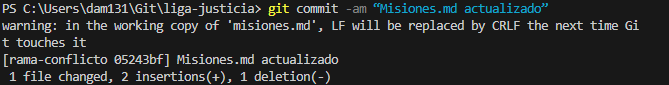 PS C:\Users\dam131\Git\liga-justicia> git commit -am “Misiones.md actualizado”
warning: in the working copy of 'misiones.md', LF will be replaced by CRLF the next time Gi
t touches it
[rama-conflicto 05243bf] Misiones.md actualizado
 1 file changed, 2 insertions(+), 1 deletion(-)